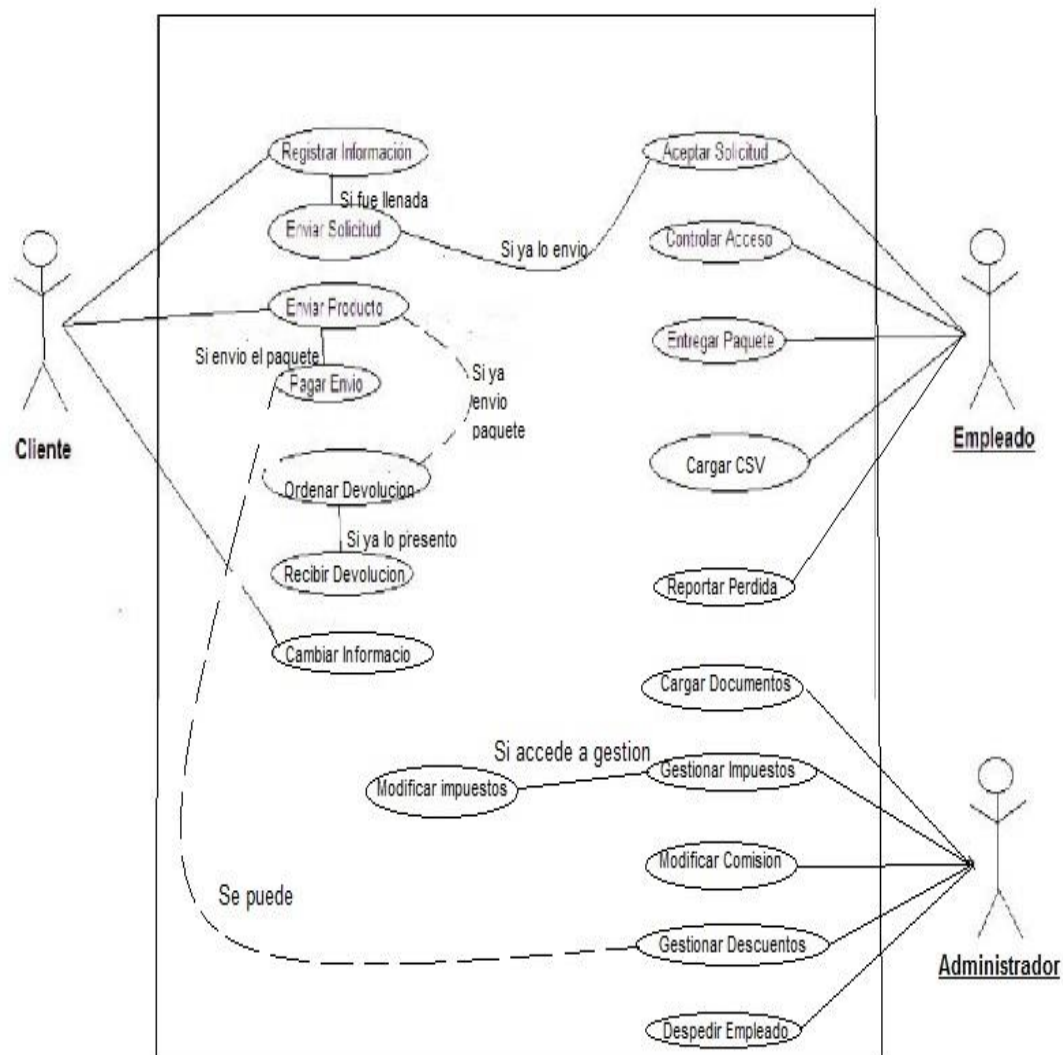 Registrar Información
Aceptar Solicitud
Si fue llenada
Enviar Solicitud
Si ya lo envio
Controlar Acceso
Enviar Producto
Si envio el paquete
Pagar Envio
Si ya
envio
paquete
Entregar Paquete
Cliente
Empleado
Ordenar Devolucion
Cargar CSV
Si ya lo presento
Recibir Devolucion
Reportar Perdida
Cambiar Informacio
Cargar Documentos
Si accede a gestion
Modificar impuestos
Gestionar Impuestos
Modificar Comision
Se puede
Gestionar Descuentos
Administrador
Despedir Empleado